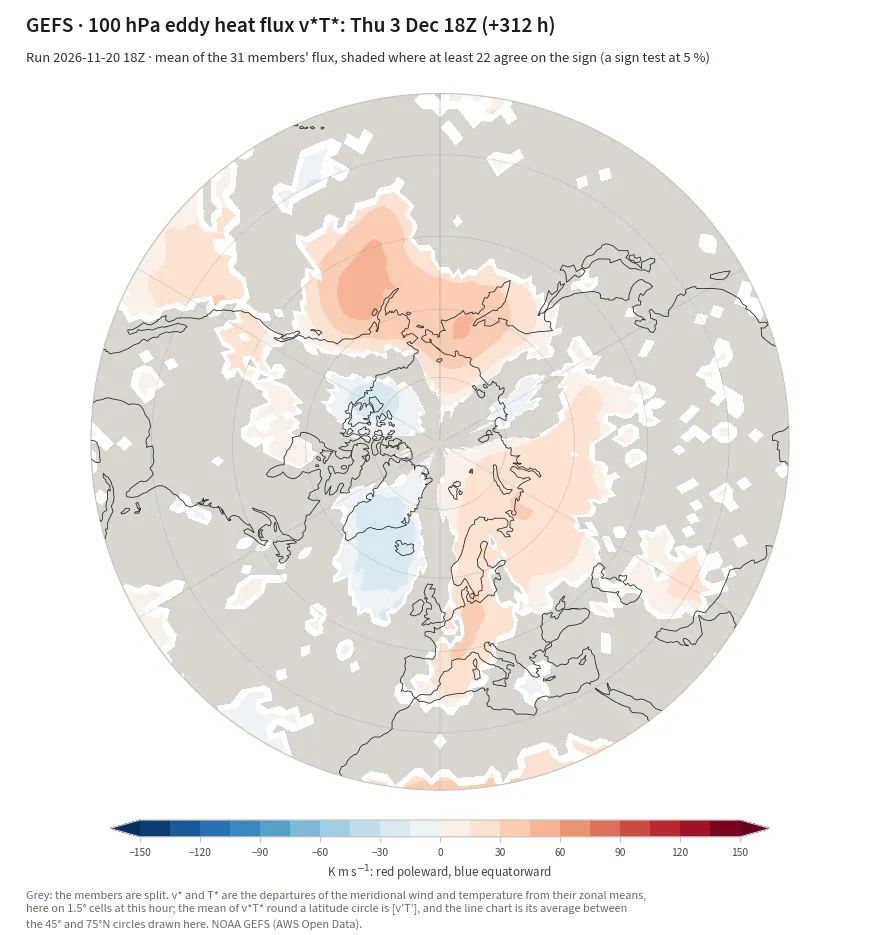 GEFS · 100 hPa eddy heat flux v*T*: Thu 3 Dec 18Z (+312 h)
Run 2026-11-20 18Z · mean of the 31 members' flux, shaded where at least 22 agree on the sign (a sign test at 5 %)
−150 −120 −90 −60 −30 0 30 60 90 120 150
K m s⁻¹: red poleward, blue equatorward
Grey: the members are split. v* and T* are the departures of the meridional wind and temperature from their zonal means,
here on 1.5° cells at this hour; the mean of v*T* round a latitude circle is [v′T′], and the line chart is its average between
the 45° and 75°N circles drawn here. NOAA GEFS (AWS Open Data).